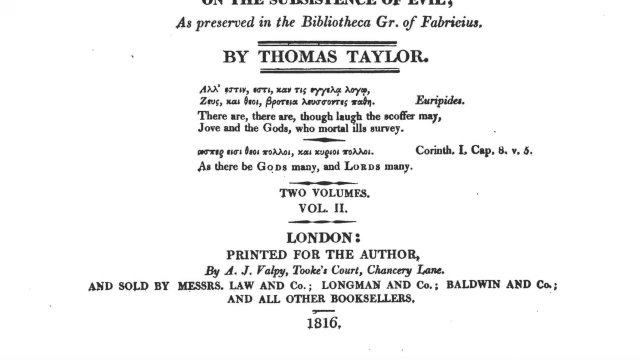 ON THE SUBSISTENCE OF EVIL;
As preserved in the Bibliotheca Gr. of Fabricius.
BY THOMAS TAYLOR.
Αλλ' εστιν, εστι, καν τις εγγελᾳ λογῳ,
Ζευς, και θεοι, βροτεια λευσσοντες παθη. Euripides.
There are, there are, though laugh the scoffer may,
Jove and the Gods, who mortal ills survey.
ωσπερ εισι θεοι πολλοι, και κυριοι πολλοι. Corinth. I. Cap. 8. v. 5.
As there be GODS many, and LORDS many.
TWO VOLUMES.
VOL. II.
LONDON:
PRINTED FOR THE AUTHOR,
By A. J. Valpy, Tooke's Court, Chancery Lane.
AND SOLD BY MESSRS. LAW AND Co.; LONGMAN AND Co.; BALDWIN AND Co.;
AND ALL OTHER BOOKSELLERS.
1816.